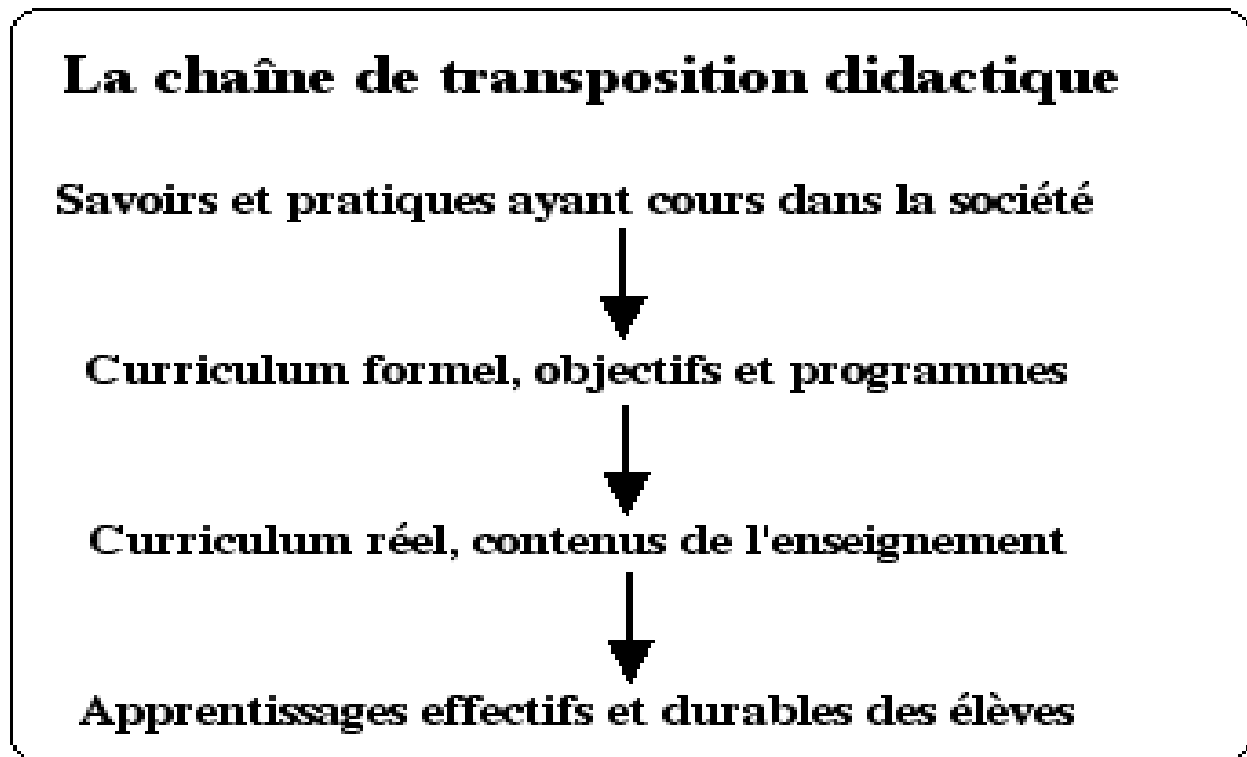 La chaîne de transposition didactique
Savoirs et pratiques ayant cours dans la société
Curriculum formel, objectifs et programmes
Curriculum réel, contenus de l'enseignement
Apprentissages effectifs et durables des élèves